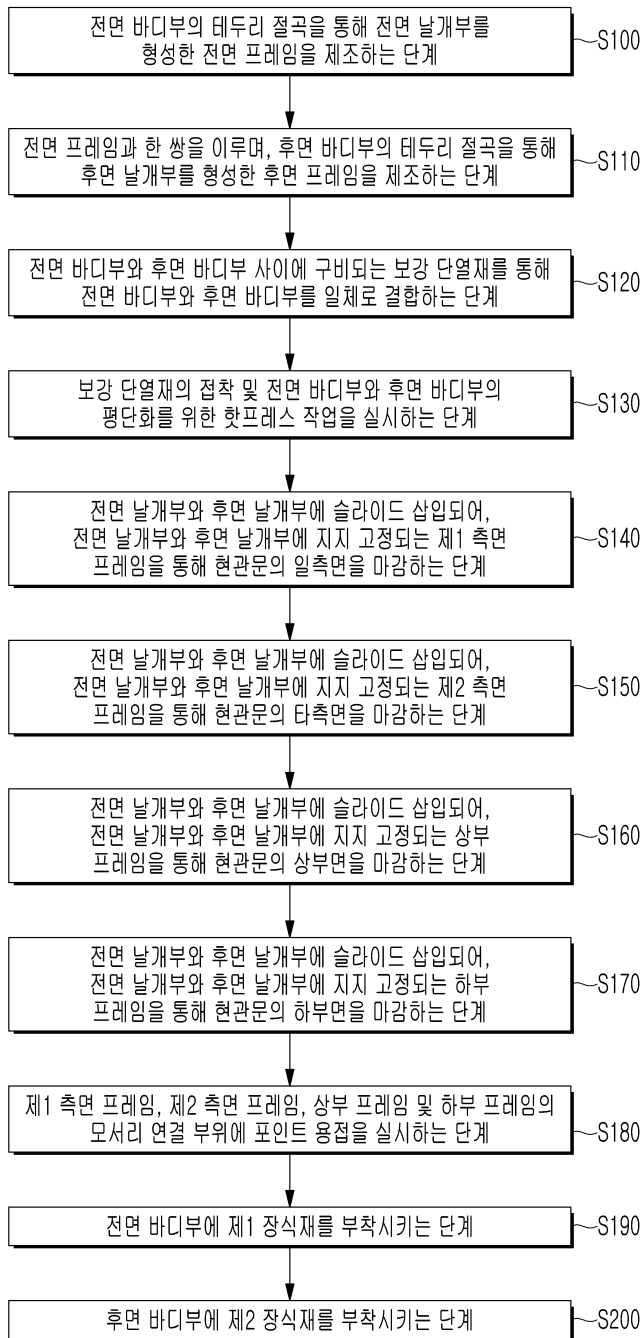 전면 바디부의 테두리 절곡을 통해 전면 날개부를
형성한 전면 프레임을 제조하는 단계
S100
전면 프레임과 한 쌍을 이루며, 후면 바디부의 테두리 절곡을 통해
후면 날개부를 형성한 후면 프레임을 제조하는 단계
S110
전면 바디부와 후면 바디부 사이에 구비되는 보강 단열재를 통해
전면 바디부와 후면 바디부를 일체로 결합하는 단계
S120
보강 단열재의 접착 및 전면 바디부와 후면 바디부의
평단화를 위한 핫프레스 작업을 실시하는 단계
S130
전면 날개부와 후면 날개부에 슬라이드 삽입되어,
전면 날개부와 후면 날개부에 지지 고정되는 제1 측면
프레임을 통해 현관문의 일측면을 마감하는 단계
S140
전면 날개부와 후면 날개부에 슬라이드 삽입되어,
전면 날개부와 후면 날개부에 지지 고정되는 제2 측면
프레임을 통해 현관문의 타측면을 마감하는 단계
S150
전면 날개부와 후면 날개부에 슬라이드 삽입되어,
전면 날개부와 후면 날개부에 지지 고정되는 상부
프레임을 통해 현관문의 상부면을 마감하는 단계
S160
전면 날개부와 후면 날개부에 슬라이드 삽입되어,
전면 날개부와 후면 날개부에 지지 고정되는 하부
프레임을 통해 현관문의 하부면을 마감하는 단계
S170
제1 측면 프레임, 제2 측면 프레임, 상부 프레임 및 하부 프레임의
모서리 연결 부위에 포인트 용접을 실시하는 단계
S180
전면 바디부에 제1 장식재를 부착시키는 단계
S190
후면 바디부에 제2 장식재를 부착시키는 단계
S200